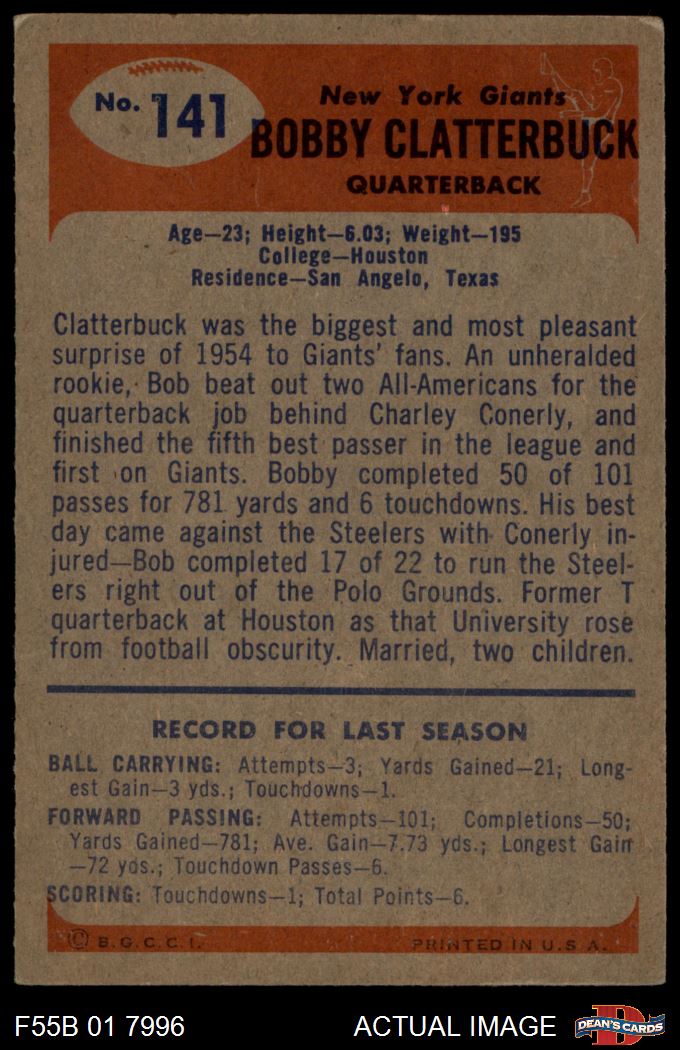 No. 141
New York Giants
BOBBY CLATTERBUCK
QUARTERBACK
Age—23; Height—6.03; Weight—195
College—Houston
Residence—San Angelo, Texas
Clatterbuck was the biggest and most pleasant
surprise of 1954 to Giants' fans. An unheralded
rookie, Bob beat out two All-Americans for the
quarterback job behind Charley Conerly, and
finished the fifth best passer in the league and
first on Giants. Bobby completed 50 of 101
passes for 781 yards and 6 touchdowns. His best
day came against the Steelers with Conerly in-
jured—Bob completed 17 of 22 to run the Steel-
ers right out of the Polo Grounds. Former T
quarterback at Houston as that University rose
from football obscurity. Married, two children.
RECORD FOR LAST SEASON
BALL CARRYING: Attempts—3; Yards Gained—21; Long-
est Gain—3 yds.; Touchdowns—1.
FORWARD PASSING: Attempts—101; Completions—50;
Yards Gained—781; Ave. Gain—7.73 yds.; Longest Gain
—72 yds.; Touchdown Passes—6.
SCORING: Touchdowns—1; Total Points—6.
© B.G.C.C.I. PRINTED IN U.S.A.
F55B 01 7996 ACTUAL IMAGE DEAN'S CARDS